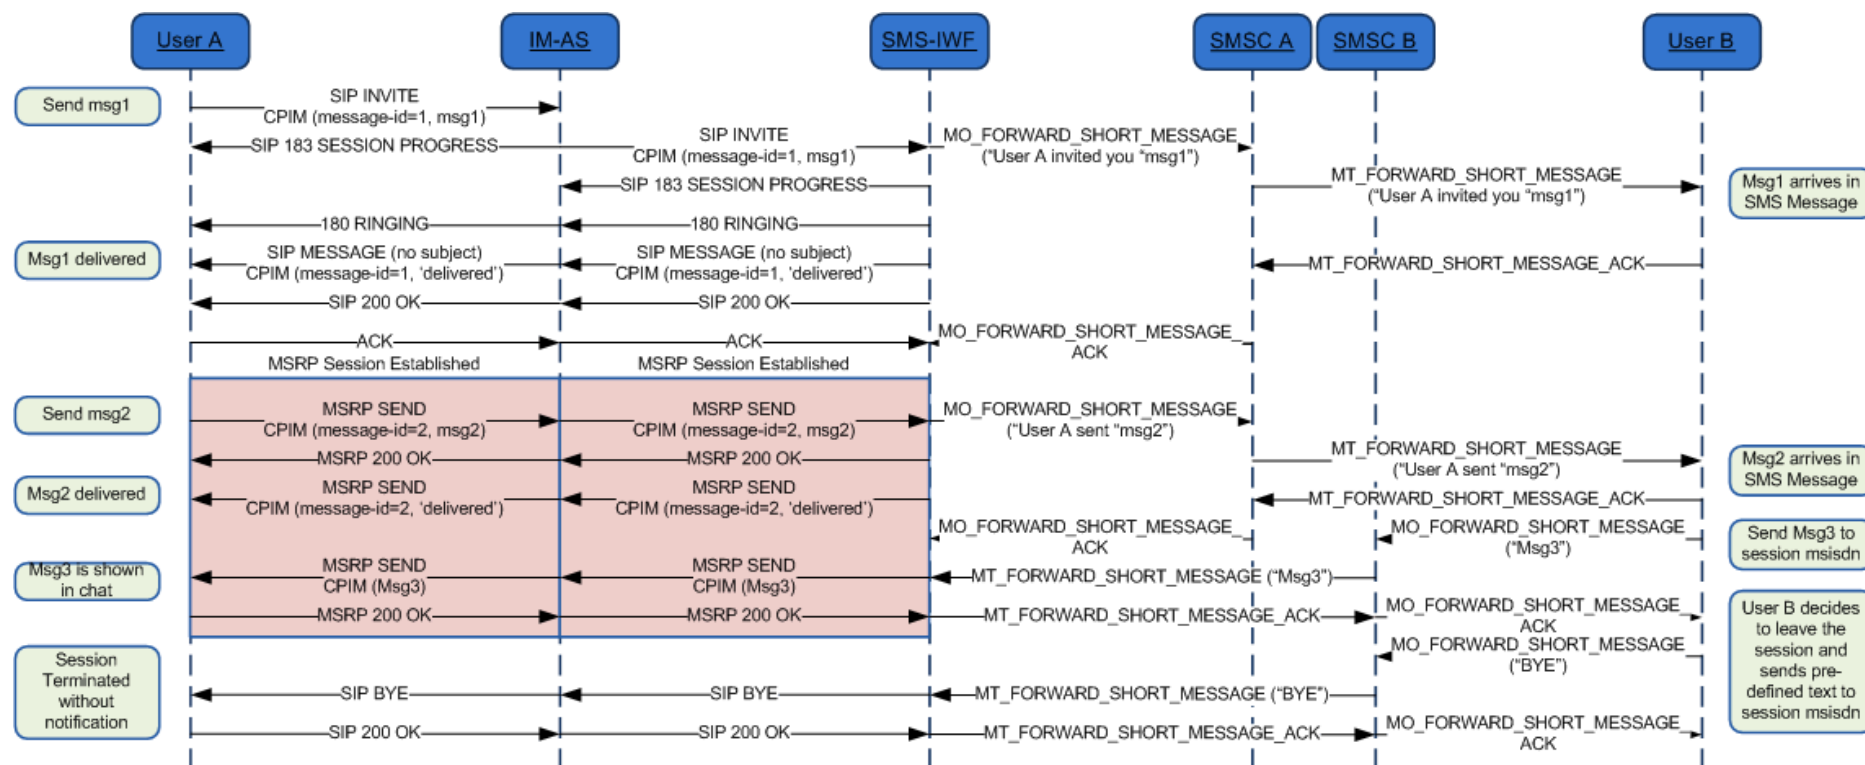 User A
IM-AS
SMS-IWF
SMSC A
SMSC B
User B
Send msg1
SIP INVITE
CPIM (message-id=1, msg1)
SIP 183 SESSION PROGRESS
SIP INVITE
CPIM (message-id=1, msg1)
MO_FORWARD_SHORT_MESSAGE
(“User A invited you “msg1”)
SIP 183 SESSION PROGRESS
MT_FORWARD_SHORT_MESSAGE
(“User A invited you “msg1”)
Msg1 arrives in
SMS Message
180 RINGING
180 RINGING
Msg1 delivered
SIP MESSAGE (no subject)
CPIM (message-id=1, ‘delivered’)
SIP MESSAGE (no subject)
CPIM (message-id=1, ‘delivered’)
MT_FORWARD_SHORT_MESSAGE_ACK
SIP 200 OK
SIP 200 OK
ACK
ACK
MO_FORWARD_SHORT_MESSAGE_
ACK
MSRP Session Established
MSRP Session Established
Send msg2
MSRP SEND
CPIM (message-id=2, msg2)
MSRP SEND
CPIM (message-id=2, msg2)
MO_FORWARD_SHORT_MESSAGE
(“User A sent “msg2”)
MSRP 200 OK
MSRP 200 OK
MT_FORWARD_SHORT_MESSAGE
(“User A sent “msg2”)
Msg2 arrives in
SMS Message
Msg2 delivered
MSRP SEND
CPIM (message-id=2, ‘delivered’)
MSRP SEND
CPIM (message-id=2, ‘delivered’)
MT_FORWARD_SHORT_MESSAGE_ACK
MO_FORWARD_SHORT_MESSAGE_
ACK
MO_FORWARD_SHORT_MESSAGE
(“Msg3”)
Send Msg3 to
session msisdn
Msg3 is shown
in chat
MSRP SEND
CPIM (Msg3)
MSRP SEND
CPIM (Msg3)
MT_FORWARD_SHORT_MESSAGE (“Msg3”)
MSRP 200 OK
MSRP 200 OK
MT_FORWARD_SHORT_MESSAGE_ACK
MO_FORWARD_SHORT_MESSAGE_
ACK
User B decides
to leave the
session and
sends pre-
defined text to
session msisdn
MO_FORWARD_SHORT_MESSAGE
(“BYE”)
Session
Terminated
without
notification
SIP BYE
SIP BYE
MT_FORWARD_SHORT_MESSAGE (“BYE”)
SIP 200 OK
SIP 200 OK
MT_FORWARD_SHORT_MESSAGE_ACK
MO_FORWARD_SHORT_MESSAGE_
ACK